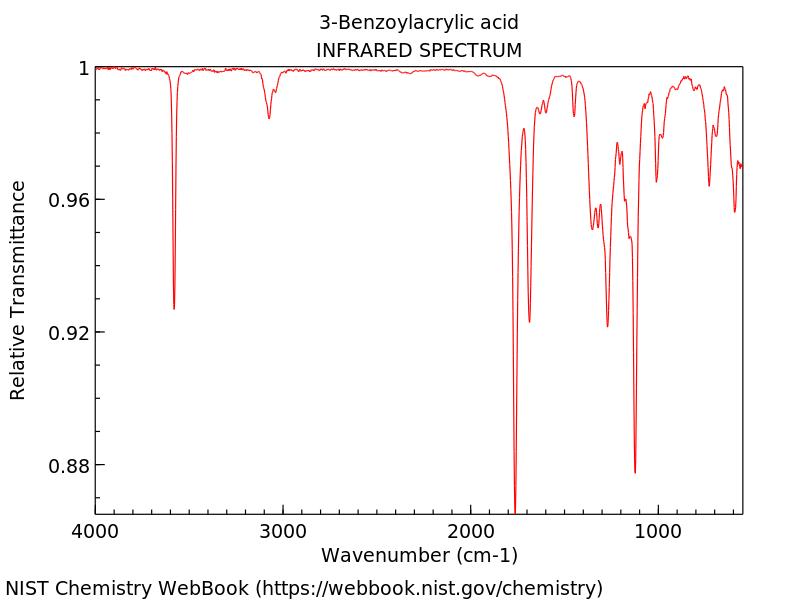 3-Benzoylacrylic acid
INFRARED SPECTRUM
1
0.96
0.92
0.88
Relative Transmittance
4000 3000 2000 1000
Wavenumber (cm-1)
NIST Chemistry WebBook (https://webbook.nist.gov/chemistry)